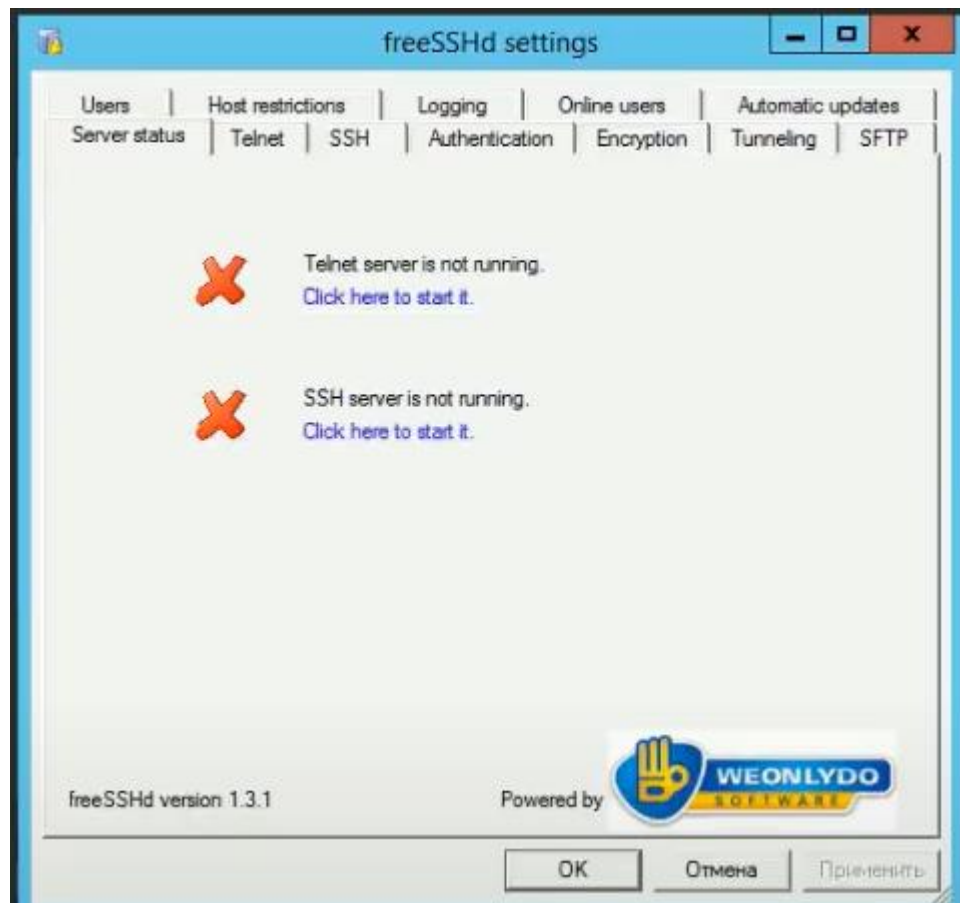 freeSSHd settings
Users Host restrictions Logging Online users Automatic updates
Server status Telnet SSH Authentication Encryption Tunneling SFTP
Telnet server is not running.
Click here to start it.
SSH server is not running.
Click here to start it.
freeSSHd version 1.3.1
Powered by
WEONLYDO
SOFTWARE
OK Отмена Применить